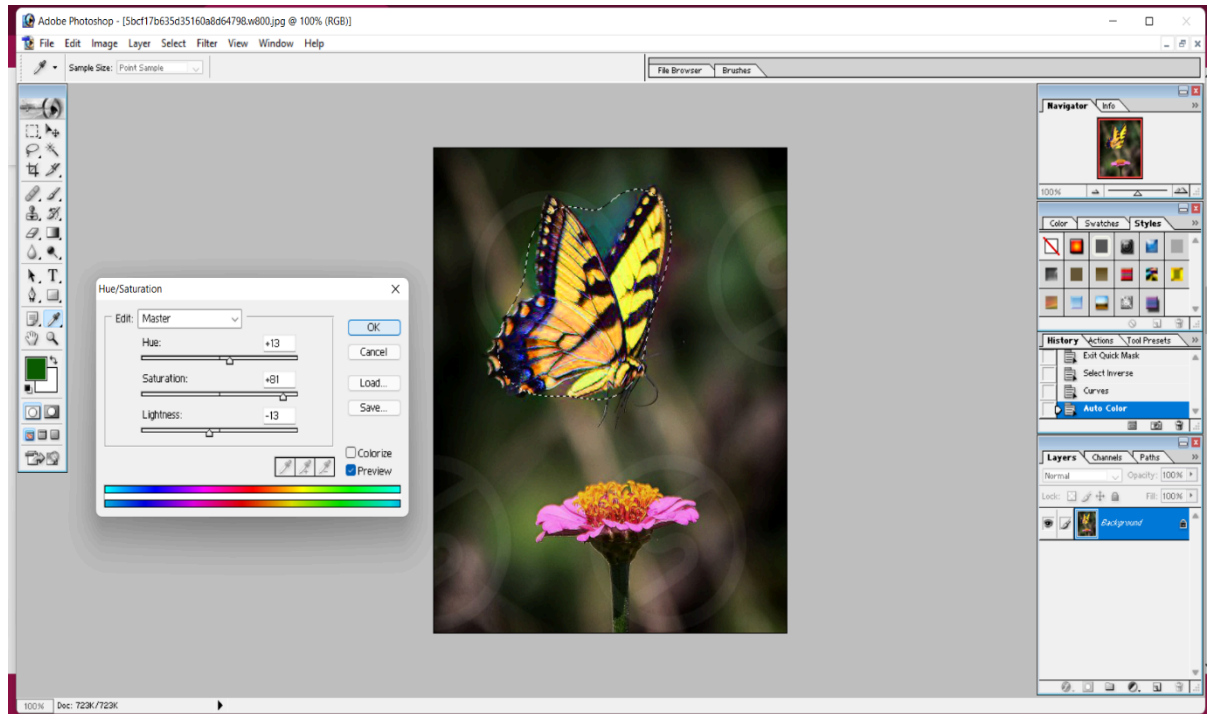 Adobe Photoshop - [5bcf17b635d35160a8d64798.w800.jpg @ 100% (RGB)]
File Edit Image Layer Select Filter View Window Help
Sample Size: Point Sample
File Browser Brushes
Navigator Info
100%
Color Swatches Styles
Hue/Saturation
Edit: Master
Hue: +13
Saturation: +81
Lightness: -13
OK
Cancel
Load...
Save...
Colorize
Preview
History Actions Tool Presets
Exit Quick Mask
Select Inverse
Curves
Auto Color
Layers Channels Paths
Normal Opacity: 100%
Lock: Fill: 100%
Background
100% Doc: 723K/723K